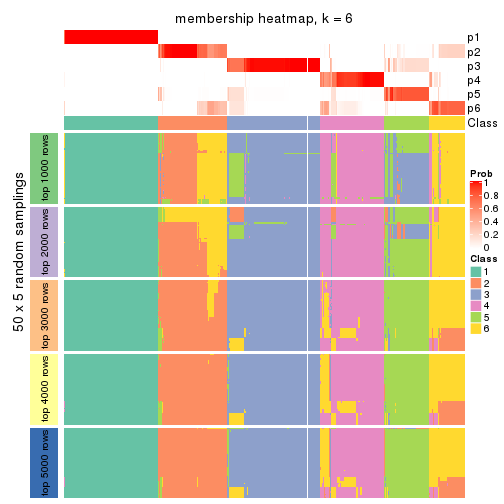 membership heatmap, k = 6
p1
p2
p3
p4
p5
p6
Class
50 x 5 random samplings
top 1000 rows
top 2000 rows
top 3000 rows
top 4000 rows
top 5000 rows
Prob
1
0.8
0.6
0.4
0.2
0
Class
1
2
3
4
5
6